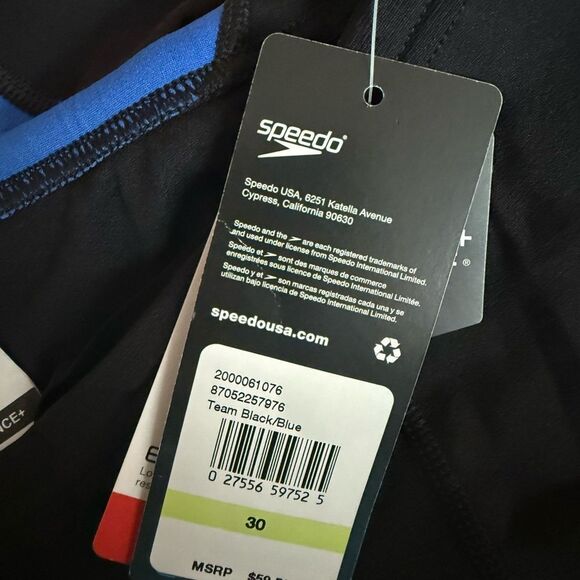 speedo®
Speedo USA, 6251 Katella Avenue
Cypress, California 90630
Speedo and the are each registered trademarks of
and used under license from Speedo International Limited.
Speedo et sont des marques de commerce
enregistrées sous licence de Speedo International Limitée.
Speedo y et son marcas registradas cada una y se
utilizan bajo licencia de Speedo International Limited.
speedousa.com
2000061076
87052257976
Team Black/Blue
0 27556 59752 5
30
MSRP
NCE+